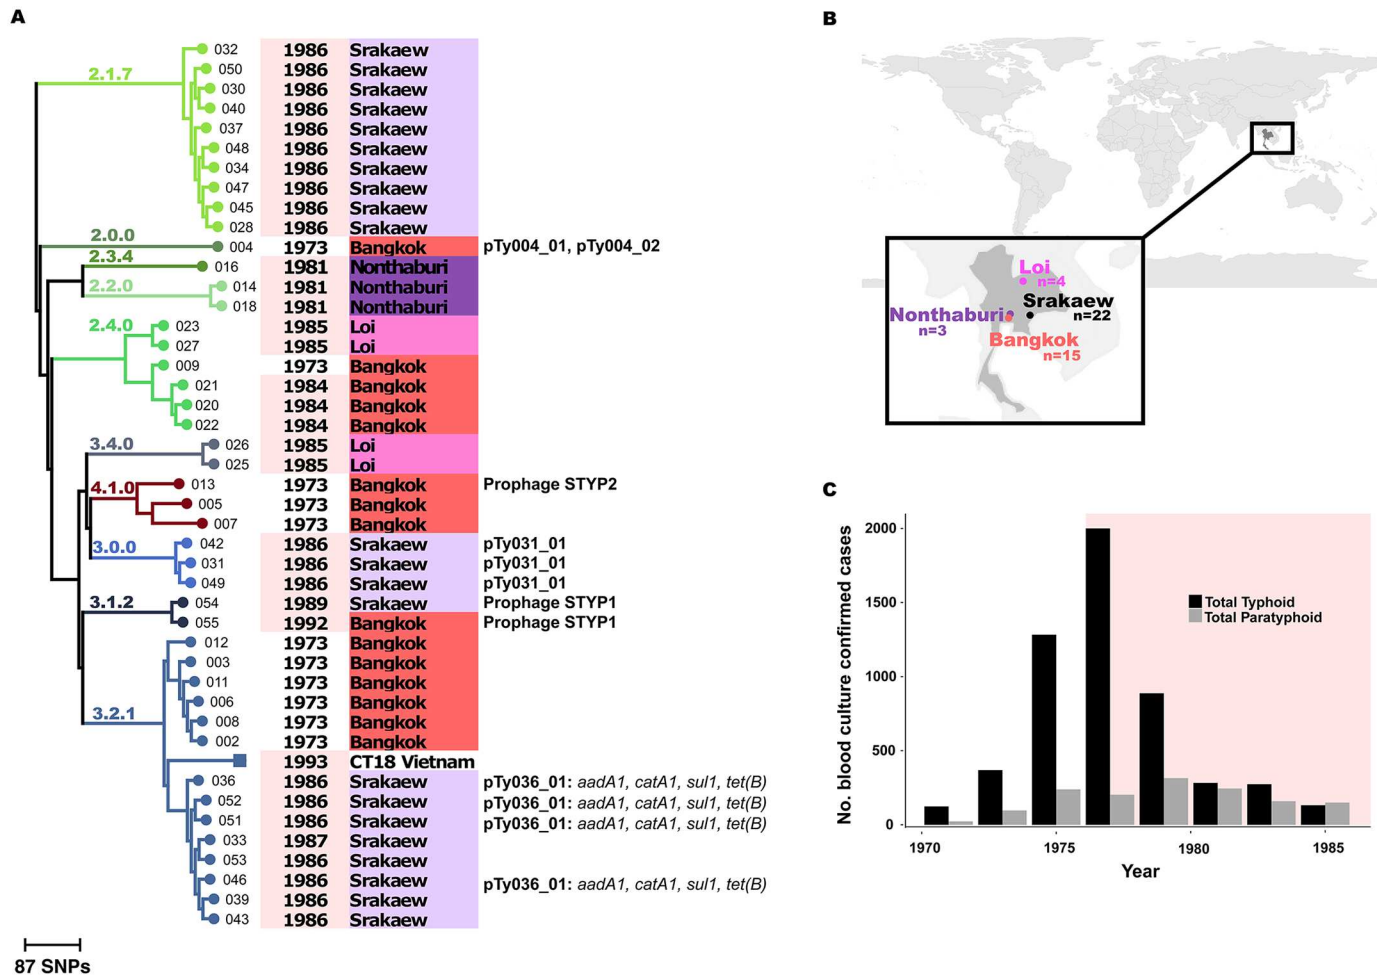 A
032 1986 Srakaew
050 1986 Srakaew
2.1.7
030 1986 Srakaew
040 1986 Srakaew
037 1986 Srakaew
048 1986 Srakaew
034 1986 Srakaew
047 1986 Srakaew
045 1986 Srakaew
028 1986 Srakaew
2.0.0
004 1973 Bangkok pTy004_01, pTy004_02
2.3.4
016 1981 Nonthaburi
2.2.0
014 1981 Nonthaburi
018 1981 Nonthaburi
2.4.0
023 1985 Loi
027 1985 Loi
009 1973 Bangkok
021 1984 Bangkok
020 1984 Bangkok
022 1984 Bangkok
3.4.0
026 1985 Loi
025 1985 Loi
4.1.0
013 1973 Bangkok Prophage STYP2
005 1973 Bangkok
007 1973 Bangkok
3.0.0
042 1986 Srakaew pTy031_01
031 1986 Srakaew pTy031_01
049 1986 Srakaew pTy031_01
3.1.2
054 1989 Srakaew Prophage STYP1
055 1992 Bangkok Prophage STYP1
012 1973 Bangkok
003 1973 Bangkok
011 1973 Bangkok
006 1973 Bangkok
3.2.1
008 1973 Bangkok
002 1973 Bangkok
1993 CT18 Vietnam
036 1986 Srakaew pTy036_01: aadA1, catA1, sul1, tet(B)
052 1986 Srakaew pTy036_01: aadA1, catA1, sul1, tet(B)
051 1986 Srakaew pTy036_01: aadA1, catA1, sul1, tet(B)
033 1987 Srakaew
053 1986 Srakaew
046 1986 Srakaew pTy036_01: aadA1, catA1, sul1, tet(B)
039 1986 Srakaew
043 1986 Srakaew
87 SNPs
B
Loi
n=4
Srakaew
n=22
Nonthaburi
n=3
Bangkok
n=15
C
No. blood culture confirmed cases
2000
1500
1000
500
0
Total Typhoid
Total Paratyphoid
1970 1975 1980 1985
Year